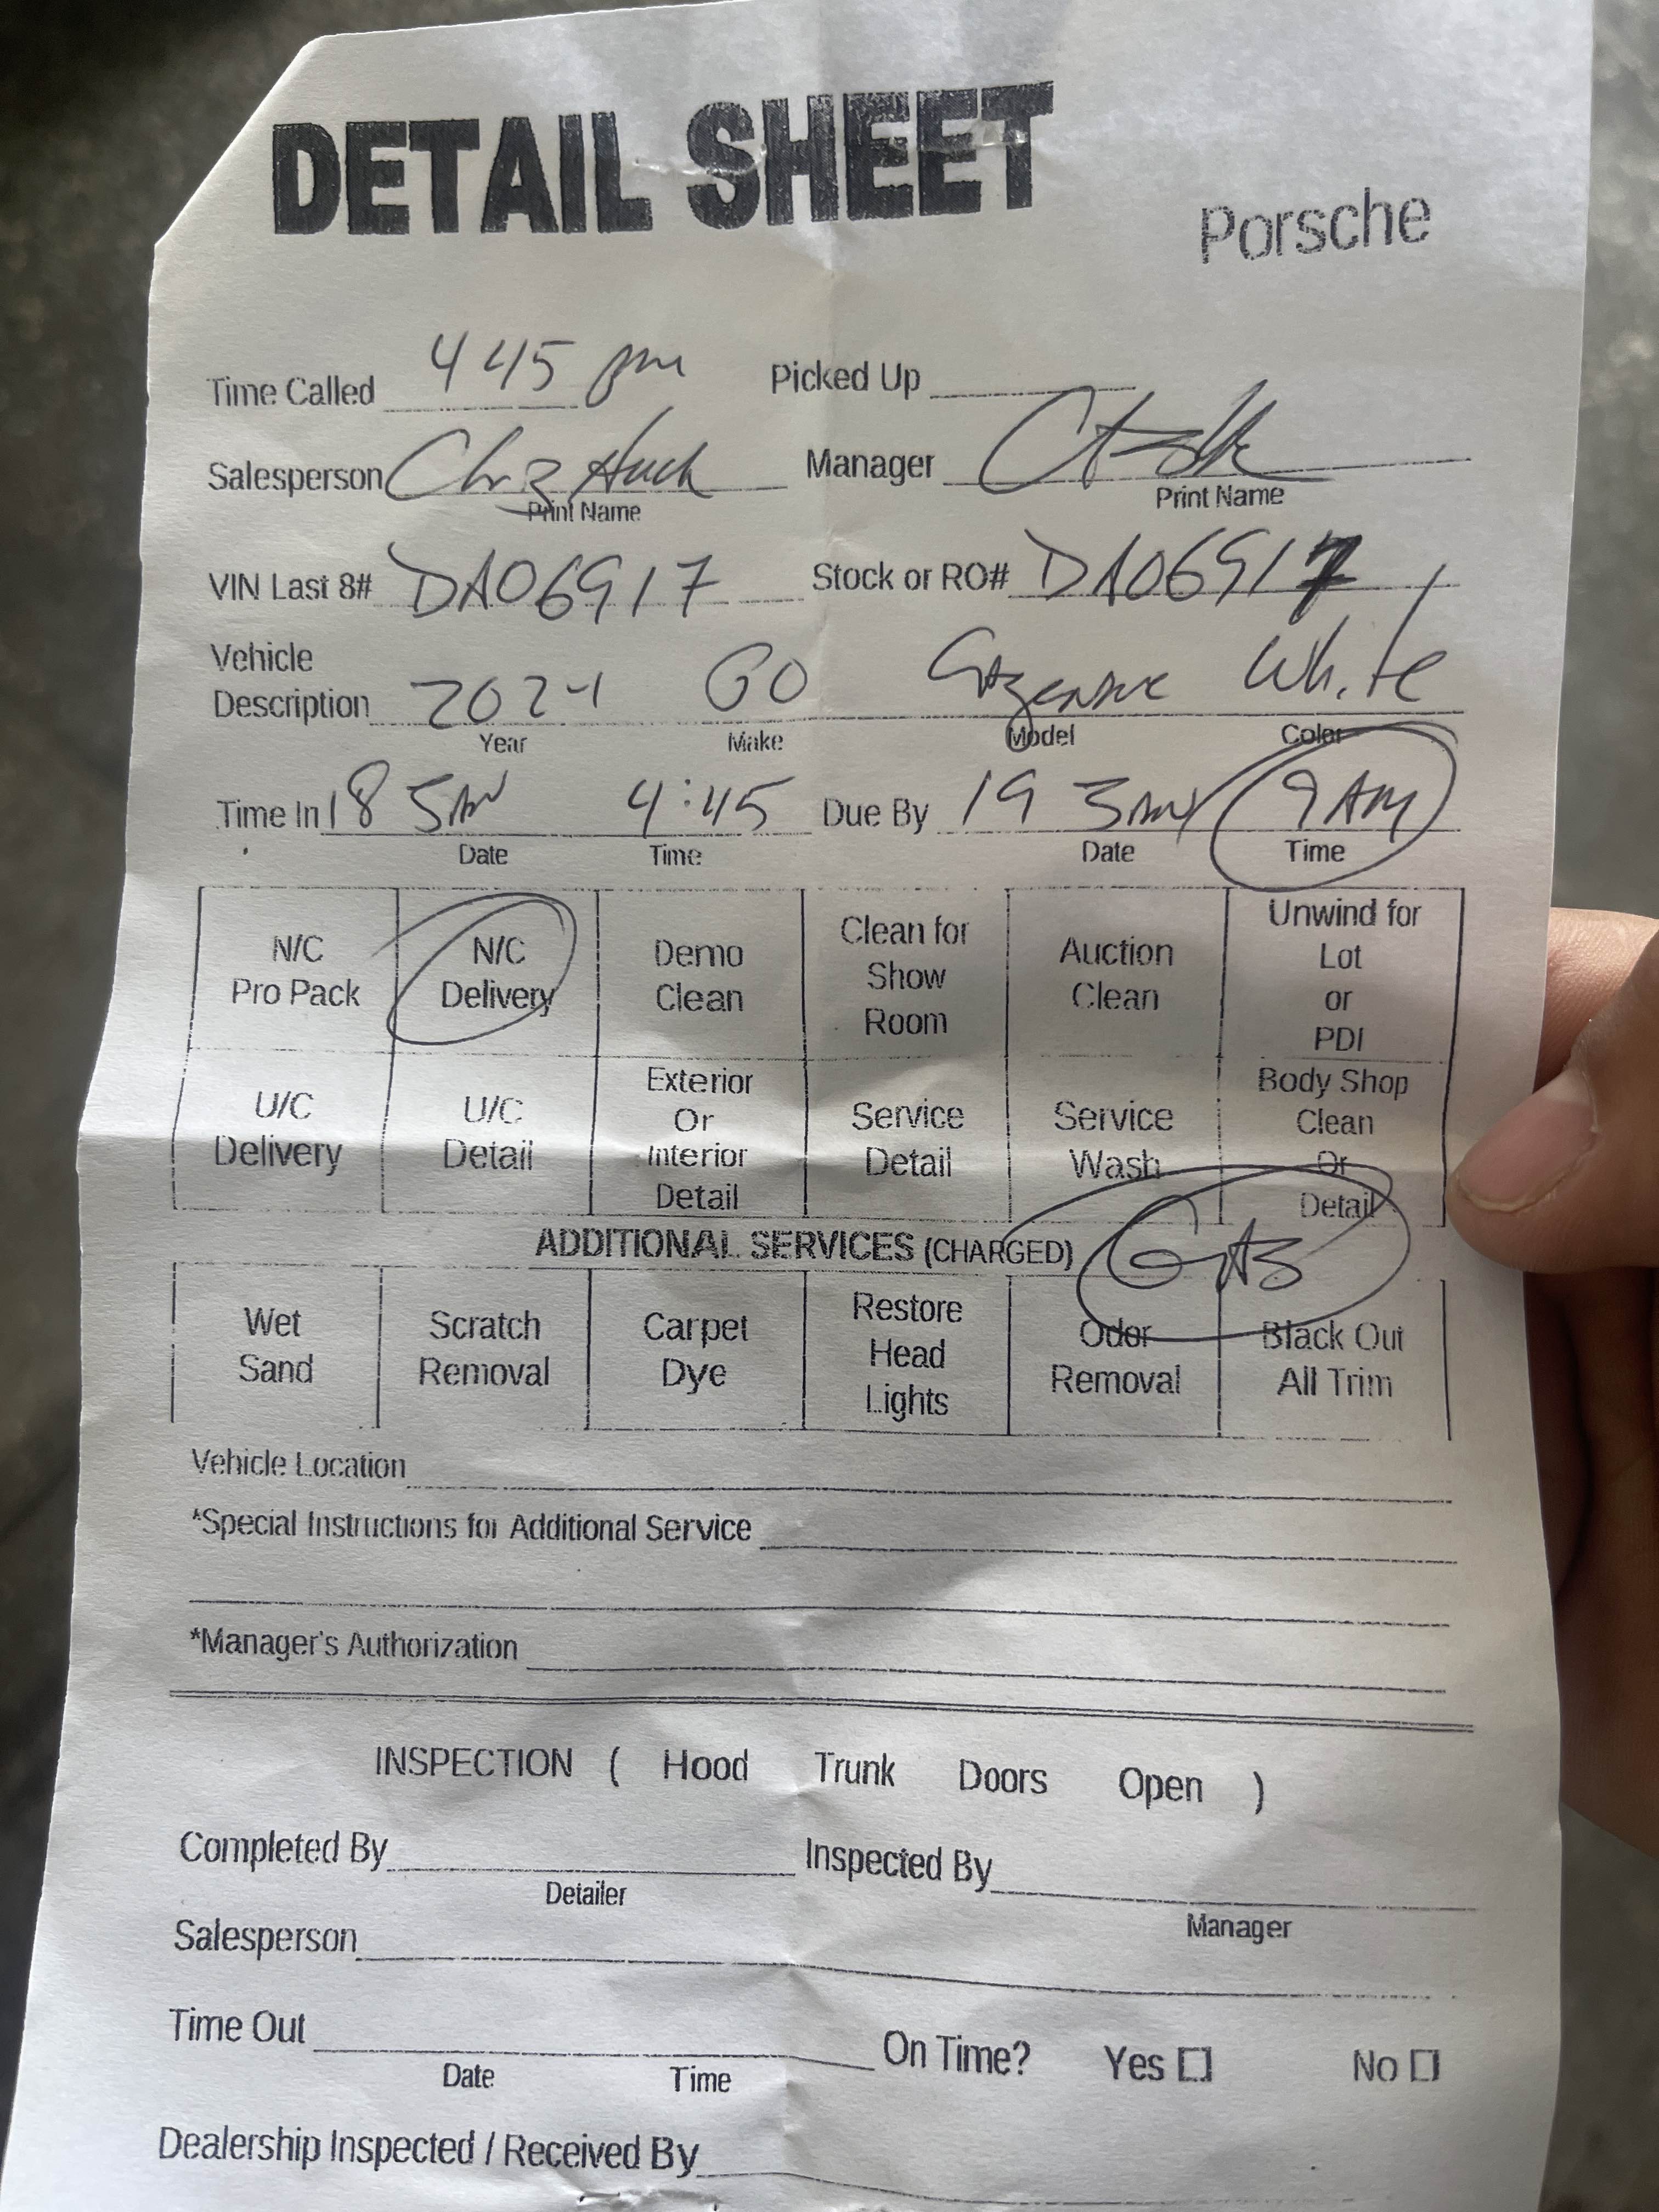 DETAIL SHEET
Porsche
Time Called 4 45 pm Picked Up
Salesperson Manager
Print Name Print Name
VIN Last 8# DA06917 Stock or RO# DA06917
Vehicle
Description 2024 GO White
Year Make Model Color
Time In 18 JAN 4:45 Due By 19 JAN 9AM
Date Time Date Time
N/C Pro Pack N/C Delivery Demo Clean Clean for Show Room Auction Clean Unwind for Lot or PDI
U/C Delivery U/C Detail Exterior Or Interior Detail Service Detail Service Wash Body Shop Clean Or Detail
ADDITIONAL SERVICES (CHARGED)
Wet Sand Scratch Removal Carpet Dye Restore Head Lights Odor Removal Black Out All Trim
Vehicle Location
*Special Instructions for Additional Service
*Manager's Authorization
INSPECTION ( Hood Trunk Doors Open )
Completed By Inspected By
Detailer Manager
Salesperson
Time Out On Time? Yes No
Date Time
Dealership Inspected / Received By